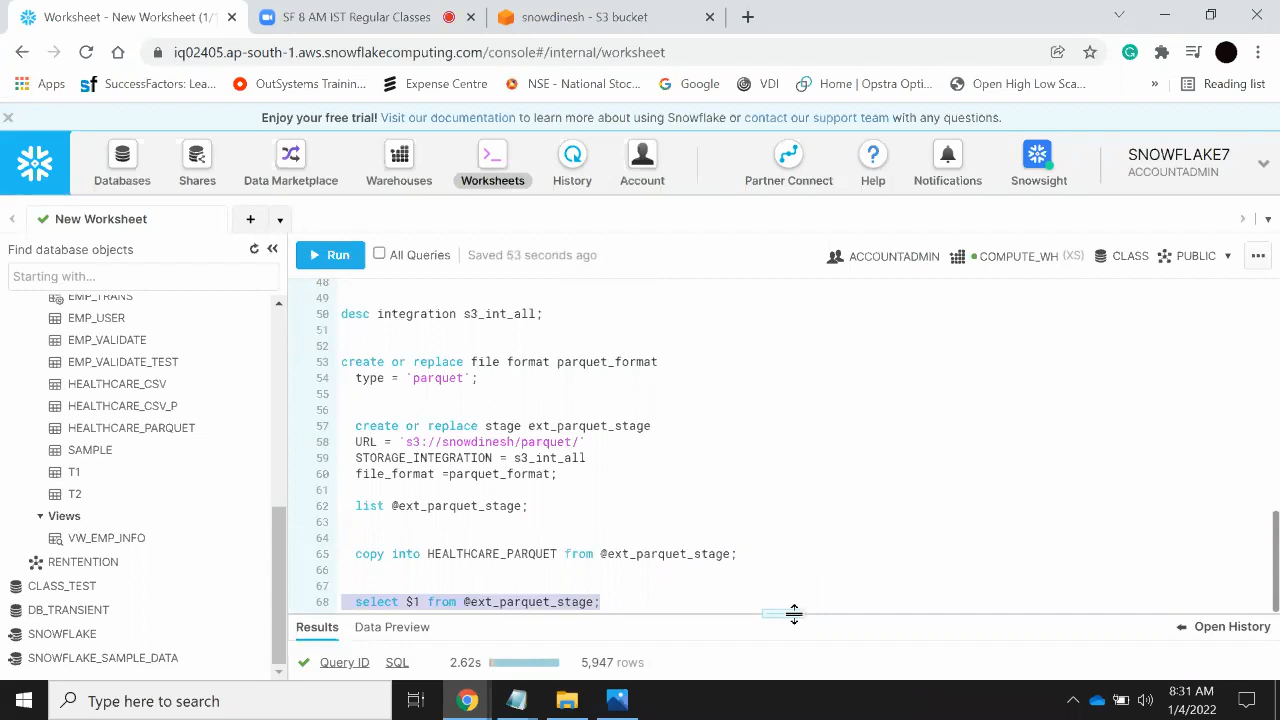 Worksheet - New Worksheet (1/1
SF 8 AM IST Regular Classes
snowdinesh - S3 bucket
iq02405.ap-south-1.aws.snowflakecomputing.com/console#/internal/worksheet
Apps
SuccessFactors: Lea...
OutSystems Trainin...
Expense Centre
NSE - National Stoc...
Google
VDI
Home | Opstra Opti...
Open High Low Sca...
»
Reading list
Enjoy your free trial! Visit our documentation to learn more about using Snowflake or contact our support team with any questions.
Databases
Shares
Data Marketplace
Warehouses
Worksheets
History
Account
Partner Connect
Help
Notifications
Snowsight
SNOWFLAKE7
ACCOUNTADMIN
New Worksheet
Find database objects
Starting with...
Run
All Queries
Saved 53 seconds ago
ACCOUNTADMIN
COMPUTE_WH (XS)
CLASS
PUBLIC
EMP_TRANS
EMP_USER
EMP_VALIDATE
EMP_VALIDATE_TEST
HEALTHCARE_CSV
HEALTHCARE_CSV_P
HEALTHCARE_PARQUET
SAMPLE
T1
T2
Views
VW_EMP_INFO
RENTENTION
CLASS_TEST
DB_TRANSIENT
SNOWFLAKE
SNOWFLAKE_SAMPLE_DATA
48
49
50 desc integration s3_int_all;
51
52
53 create or replace file format parquet_format
54 type = 'parquet';
55
56
57 create or replace stage ext_parquet_stage
58 URL = 's3://snowdinesh/parquet/'
59 STORAGE_INTEGRATION = s3_int_all
60 file_format =parquet_format;
61
62 list @ext_parquet_stage;
63
64
65 copy into HEALTHCARE_PARQUET from @ext_parquet_stage;
66
67
68 select $1 from @ext_parquet_stage;
Results
Data Preview
Open History
Query ID
SQL
2.62s
5,947 rows
Type here to search
8:31 AM
1/4/2022